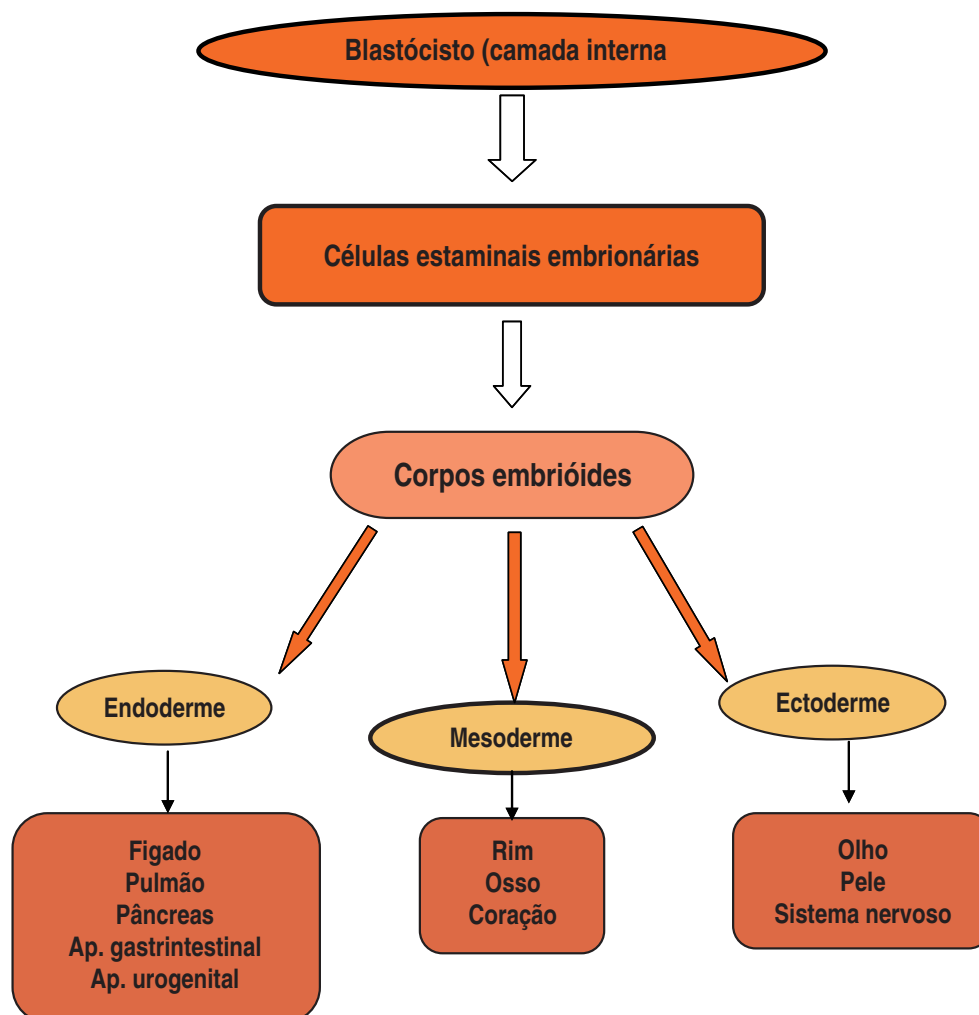 Blastócisto (camada interna
Células estaminais embrionárias
Corpos embrióides
Endoderme
Mesoderme
Ectoderme
Figado
Pulmão
Pâncreas
Ap. gastrintestinal
Ap. urogenital
Rim
Osso
Coração
Olho
Pele
Sistema nervoso